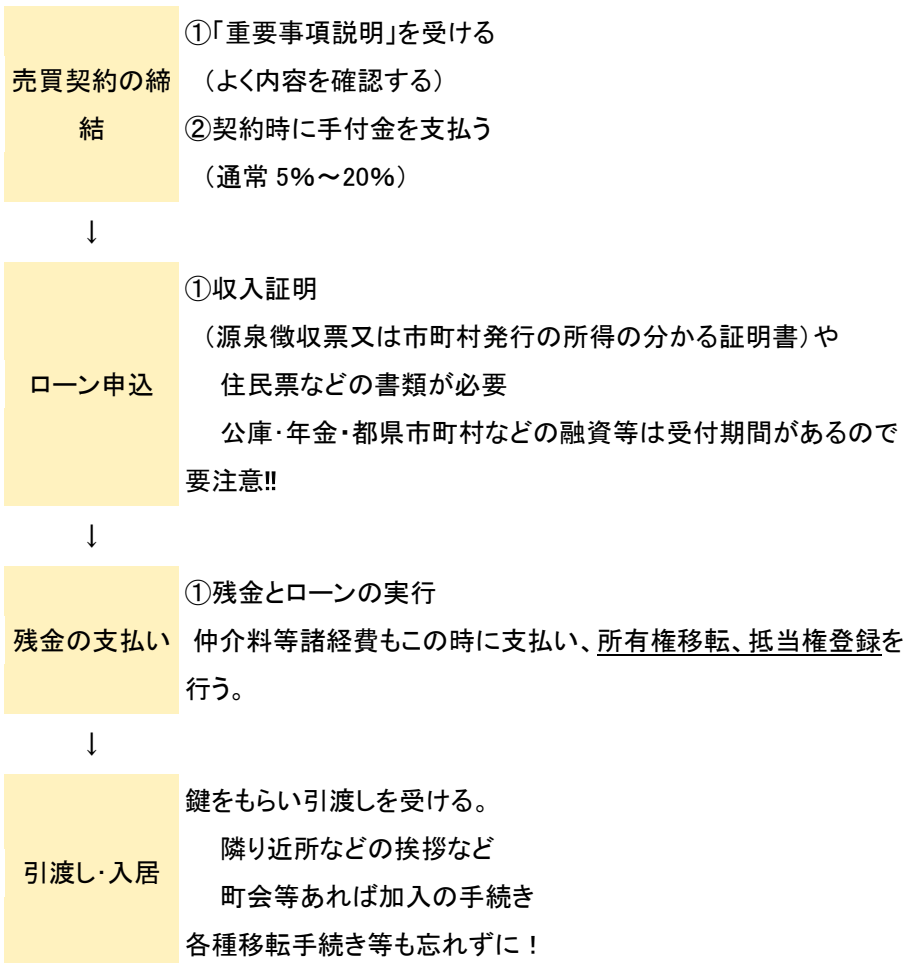 売買契約の締
結
①「重要事項説明」を受ける
（よく内容を確認する）
②契約時に手付金を支払う
（通常 5%～20%）
↓
ローン申込
①収入証明
（源泉徴収票又は市町村発行の所得の分かる証明書）や
住民票などの書類が必要
公庫・年金・都県市町村などの融資等は受付期間があるので
要注意!!
↓
残金の支払い
①残金とローンの実行
仲介料等諸経費もこの時に支払い、所有権移転、抵当権登録を
行う。
↓
引渡し・入居
鍵をもらい引渡しを受ける。
隣り近所などの挨拶など
町会等あれば加入の手続き
各種移転手続き等も忘れずに！